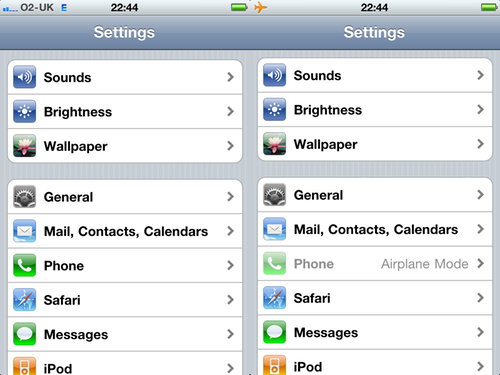 O2-UK E 22:44
Settings
Sounds
Brightness
Wallpaper
General
Mail, Contacts, Calendars
Phone
Safari
Messages
iPod
22:44
Settings
Sounds
Brightness
Wallpaper
General
Mail, Contacts, Calendars
Phone Airplane Mode
Safari
Messages
iPod